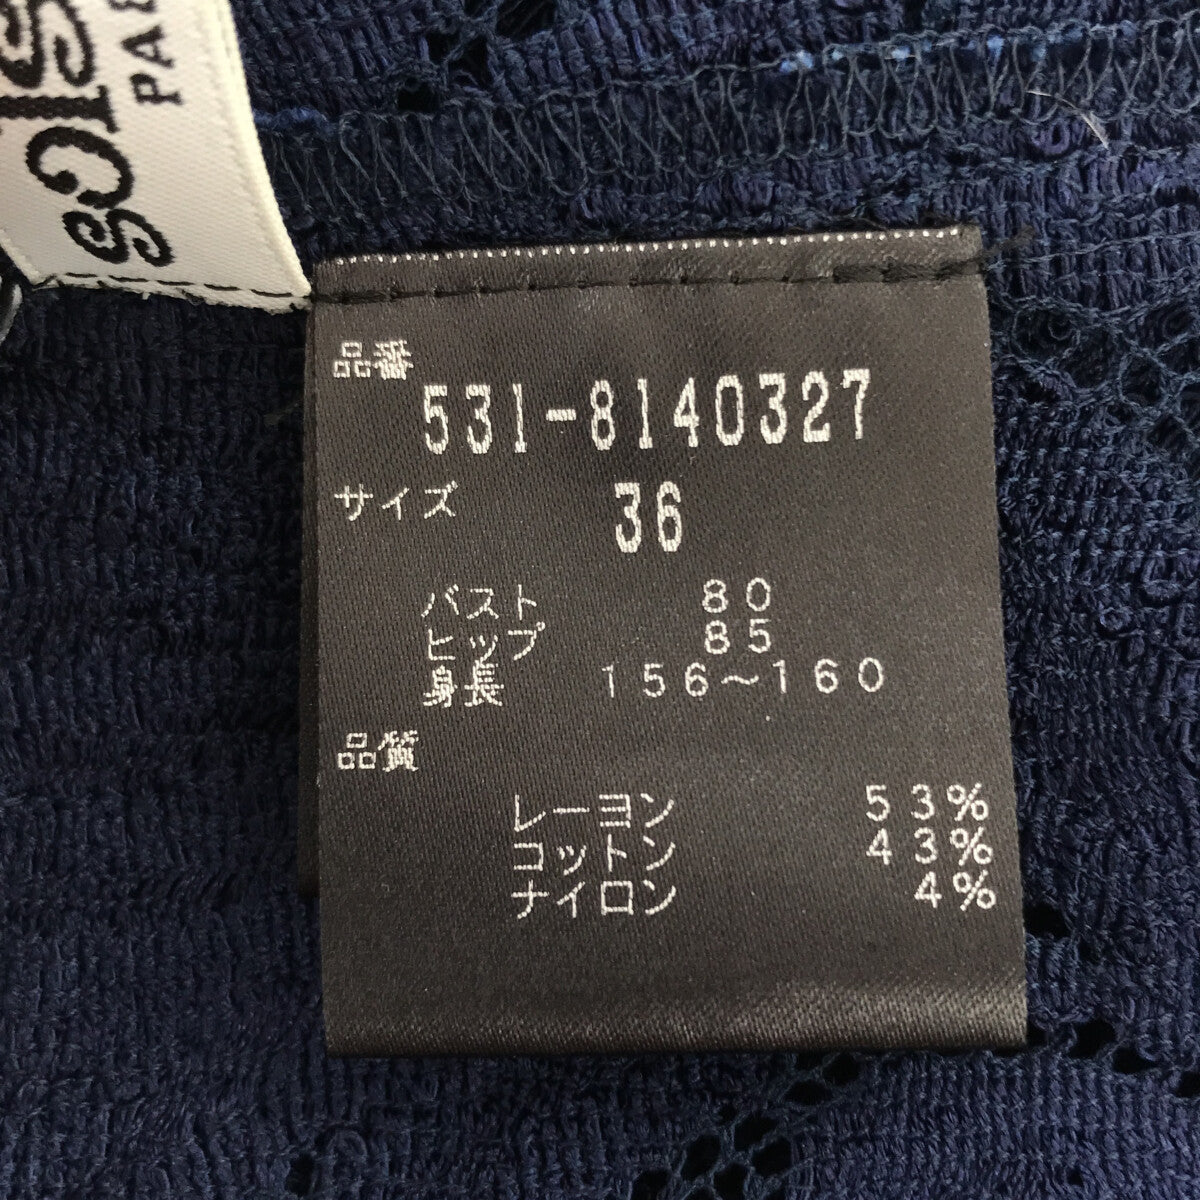 品番
531-8140327
サイズ 36
バスト 80
ヒップ 85
身長 156～160
品質
レーヨン 53%
コットン 43%
ナイロン 4%